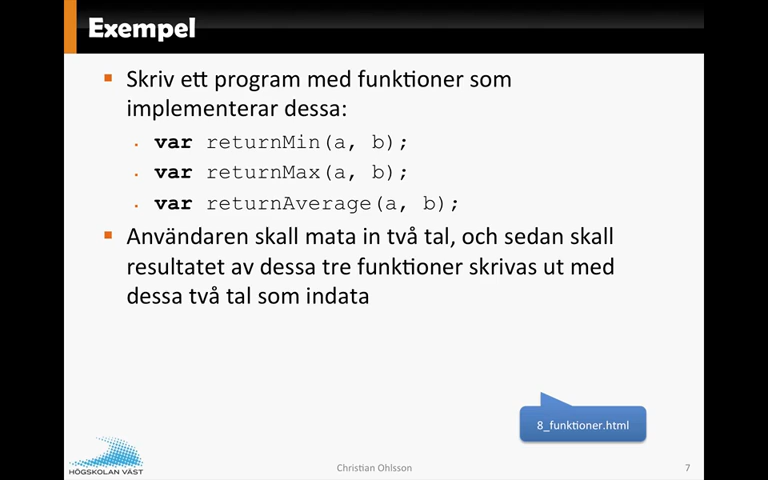 Exempel
Skriv ett program med funktioner som
implementerar dessa:
var returnMin(a, b);
var returnMax(a, b);
var returnAverage(a, b);
Användaren skall mata in två tal, och sedan skall
resultatet av dessa tre funktioner skrivas ut med
dessa två tal som indata
8_funktioner.html
HÖGSKOLAN VÄST
Christian Ohlsson
7